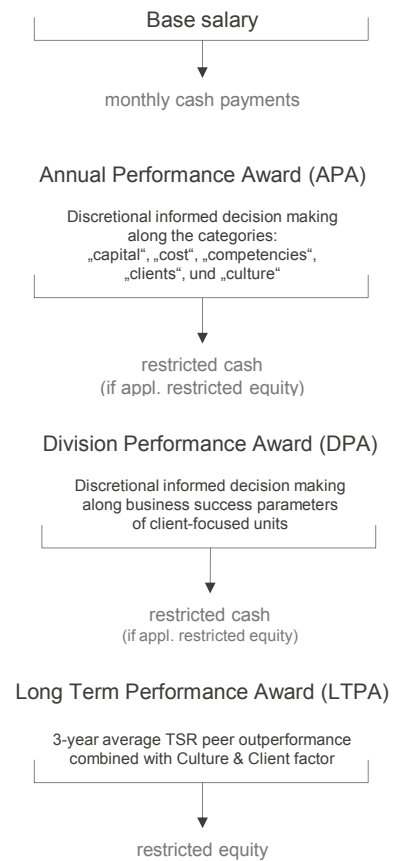 Base salary
monthly cash payments
Annual Performance Award (APA)
Discretional informed decision making
along the categories:
„capital“, „cost“, „competencies“,
„clients“, und „culture“
restricted cash
(if appl. restricted equity)
Division Performance Award (DPA)
Discretional informed decision making
along business success parameters
of client-focused units
restricted cash
(if appl. restricted equity)
Long Term Performance Award (LTPA)
3-year average TSR peer outperformance
combined with Culture & Client factor
restricted equity